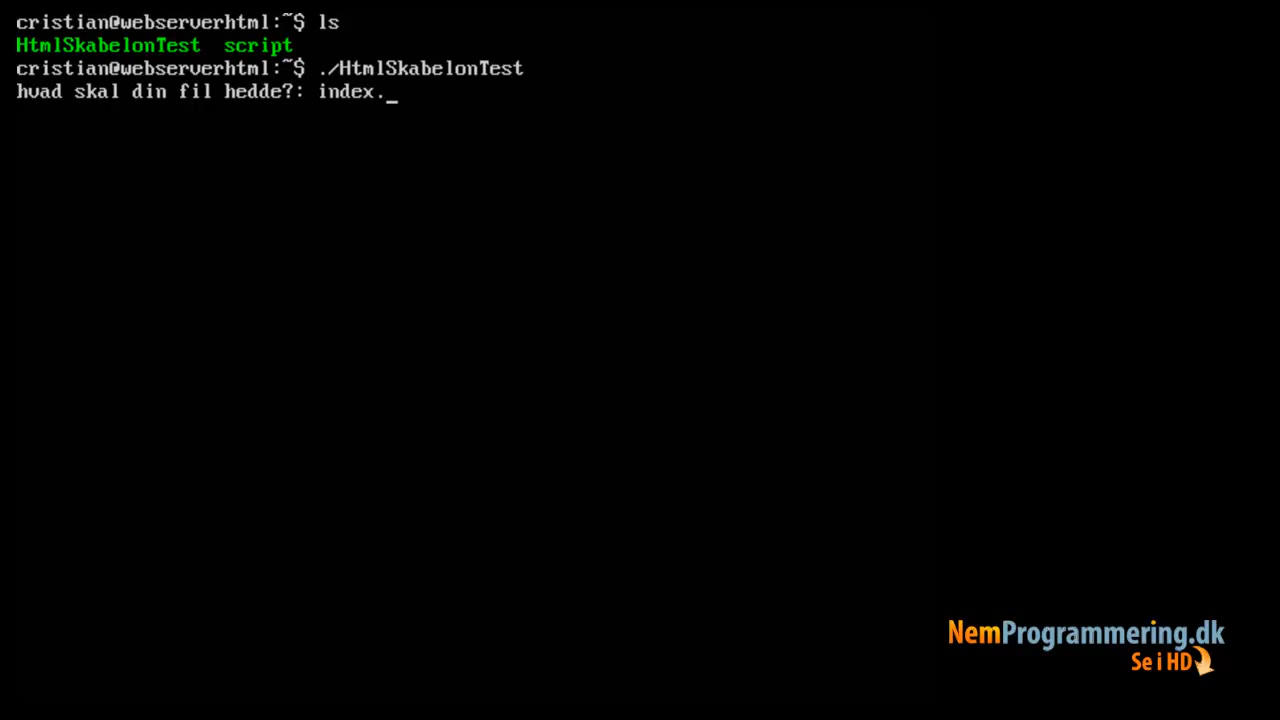 cristian@webserverhtml:~$ ls
HtmlSkabelonTest  script
cristian@webserverhtml:~$ ./HtmlSkabelonTest
hvad skal din fil hedde?: index._
NemProgrammering.dk
Se i HD